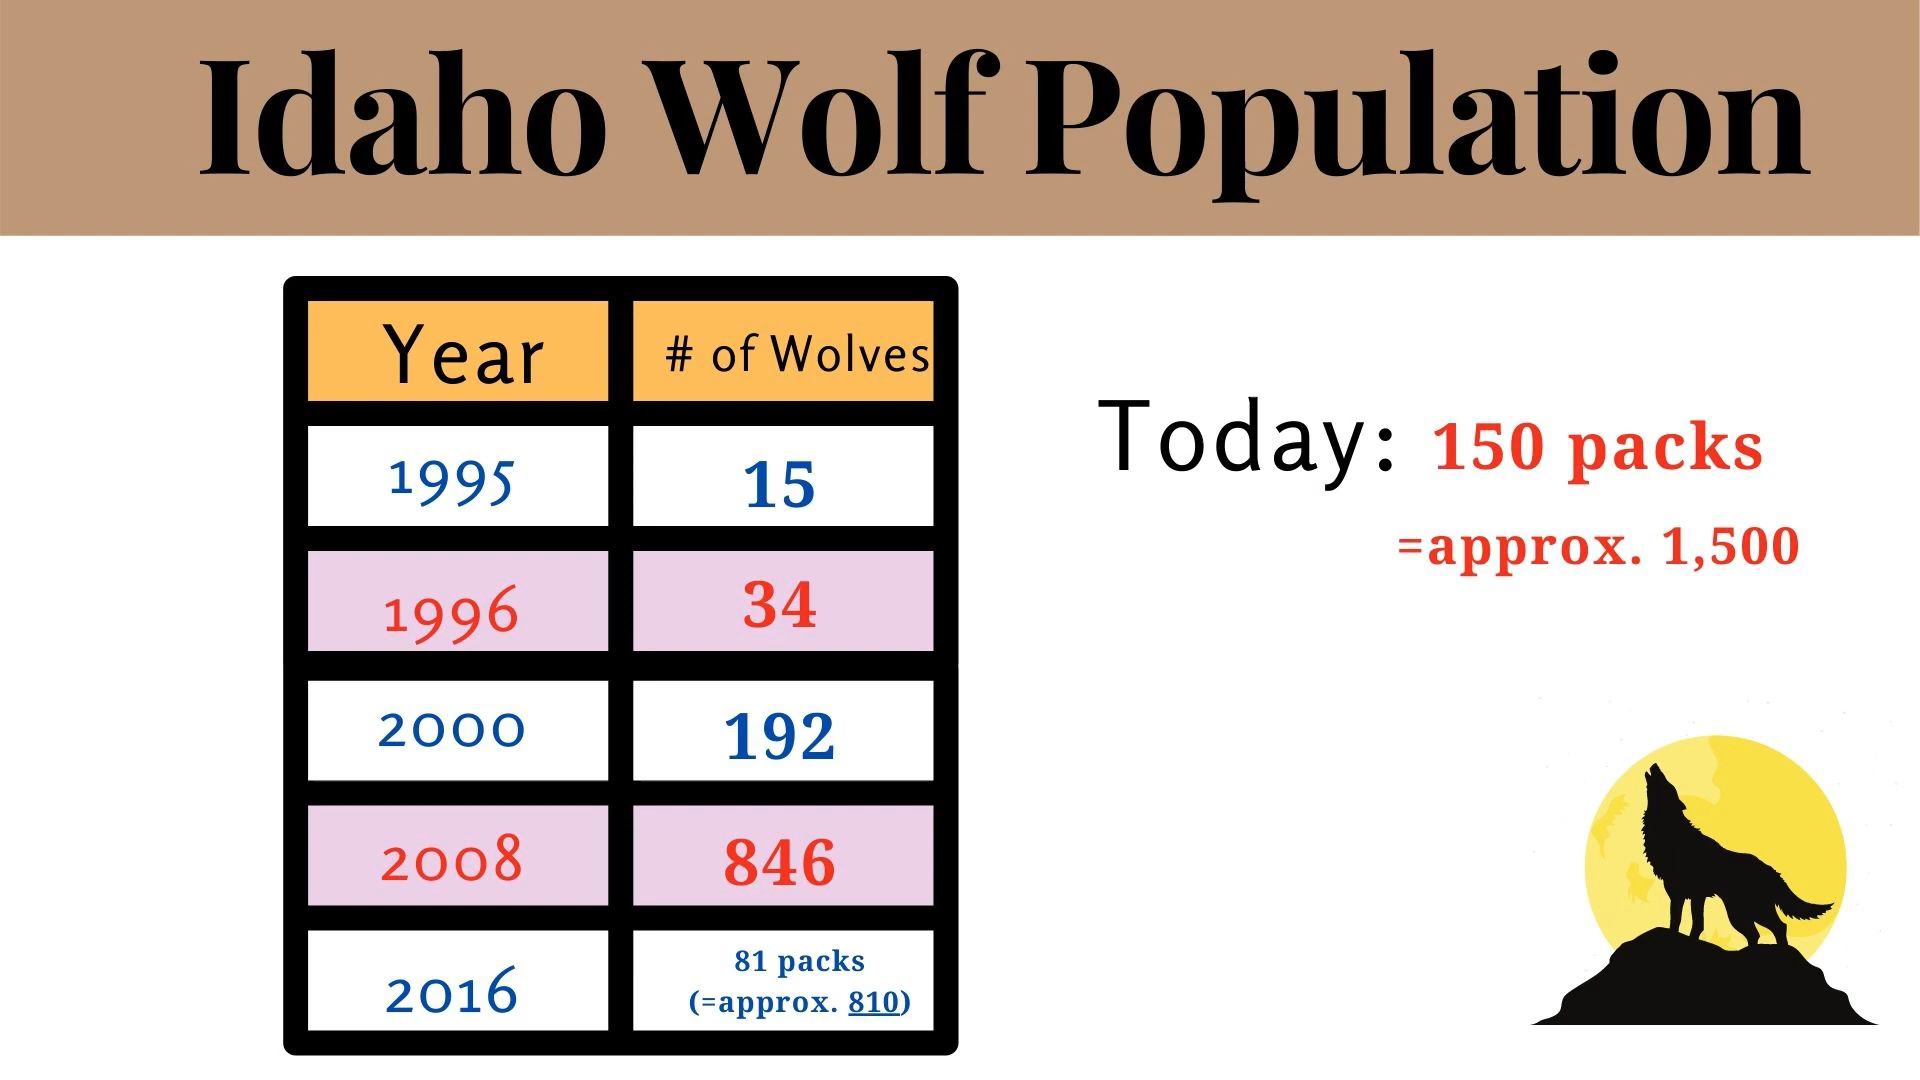 Idaho Wolf Population
Year # of Wolves
1995 15
1996 34
2000 192
2008 846
2016 81 packs
(=approx. 810)
Today: 150 packs
=approx. 1,500